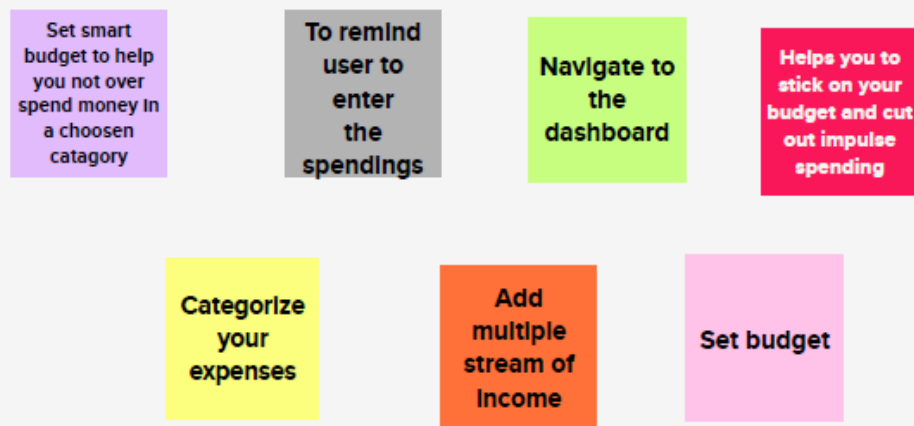 Set smart
budget to help
you not over
spend money in
a choosen
catagory
To remind
user to
enter
the
spendings
Navigate to
the
dashboard
Helps you to
stick on your
budget and cut
out impulse
spending
Categorize
your
expenses
Add
multiple
stream of
income
Set budget